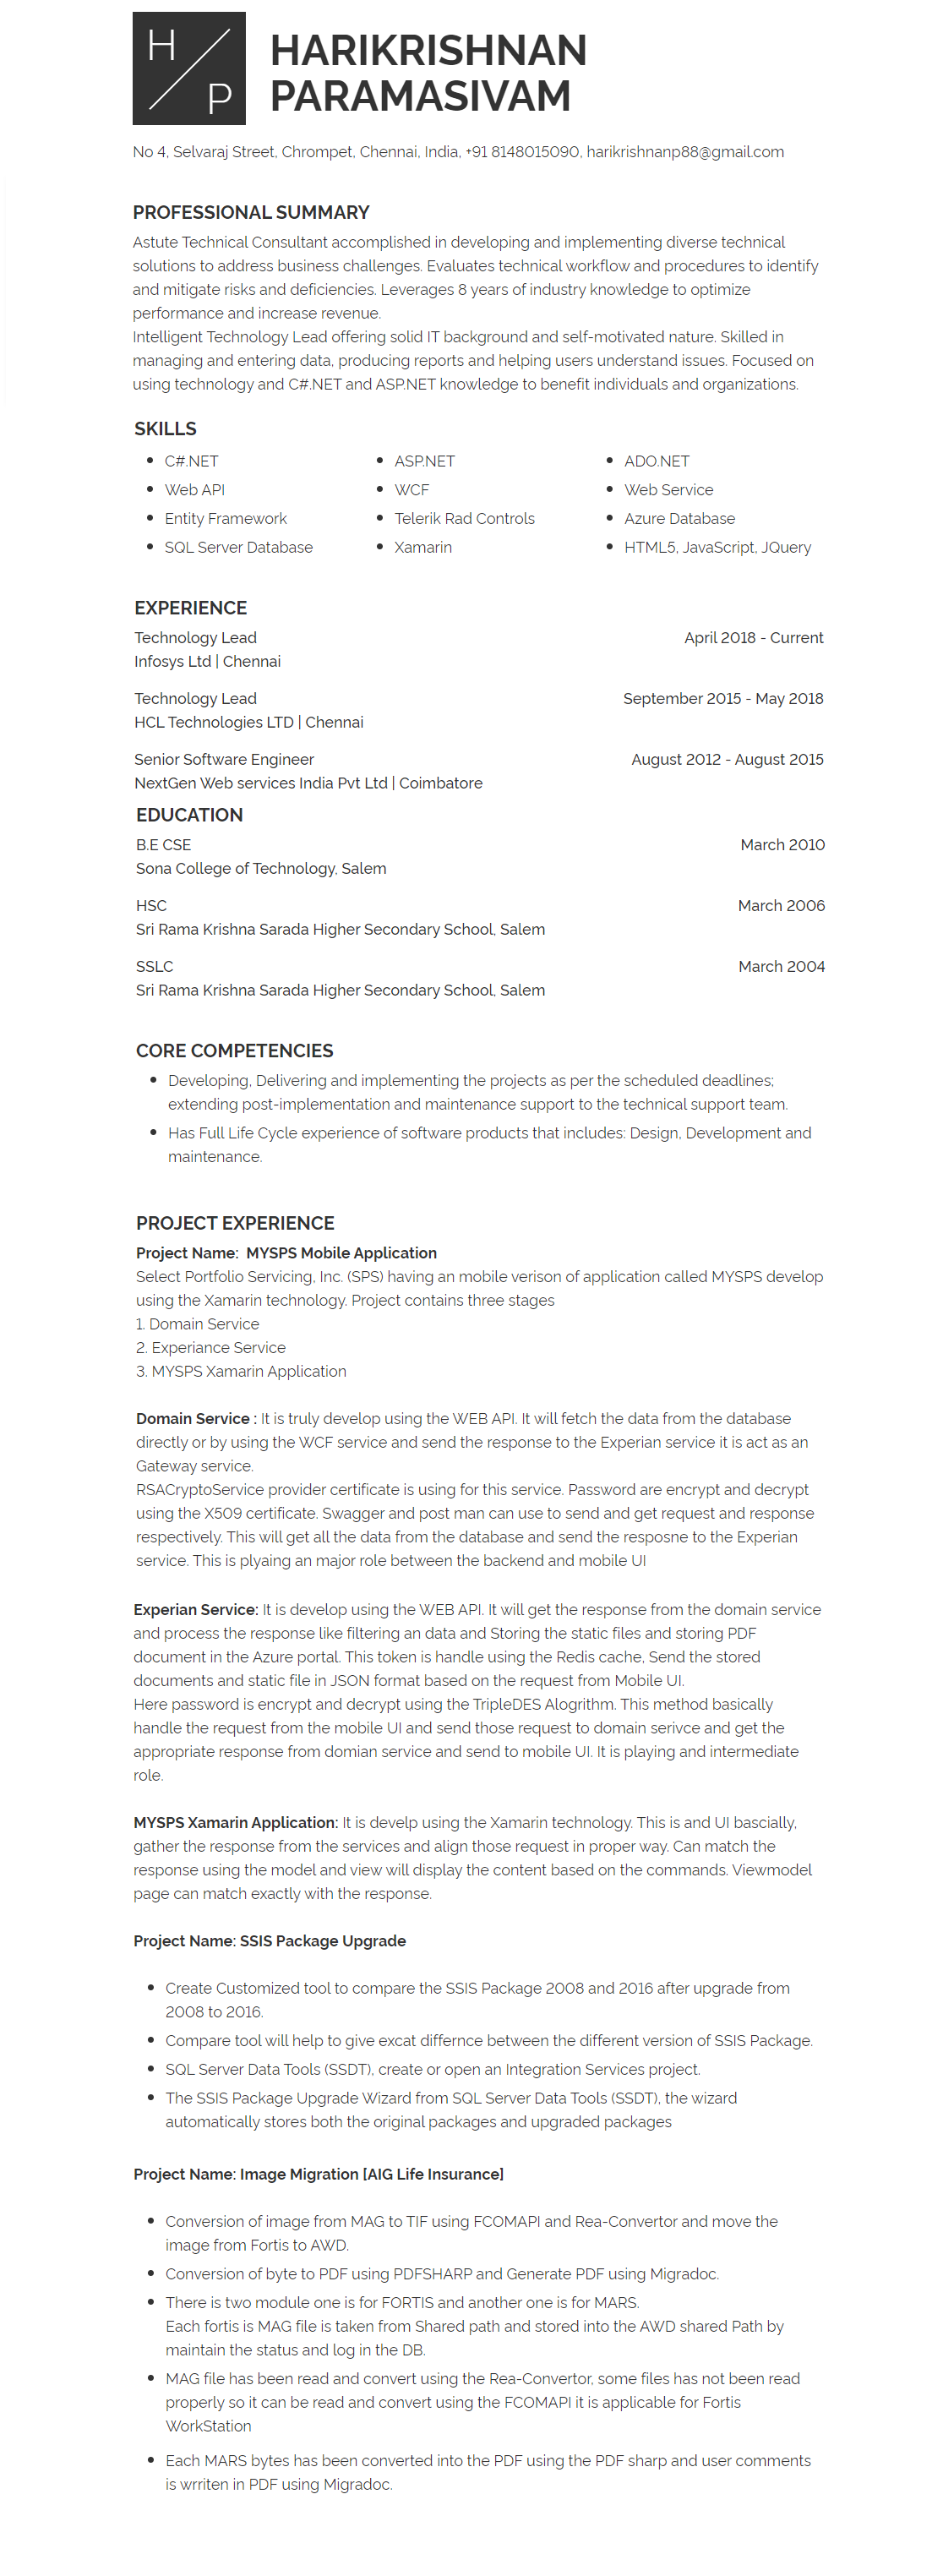 H
P
HARIKRISHNAN
PARAMASIVAM
No 4, Selvaraj Street, Chrompet, Chennai, India, +91 8148015090, harikrishnanp88@gmail.com
PROFESSIONAL SUMMARY
Astute Technical Consultant accomplished in developing and implementing diverse technical
solutions to address business challenges. Evaluates technical workflow and procedures to identify
and mitigate risks and deficiencies. Leverages 8 years of industry knowledge to optimize
performance and increase revenue.
Intelligent Technology Lead offering solid IT background and self-motivated nature. Skilled in
managing and entering data, producing reports and helping users understand issues. Focused on
using technology and C#.NET and ASP.NET knowledge to benefit individuals and organizations.
SKILLS
• C#.NET • ASP.NET • ADO.NET
• Web API • WCF • Web Service
• Entity Framework • Telerik Rad Controls • Azure Database
• SQL Server Database • Xamarin • HTML5, JavaScript, JQuery
EXPERIENCE
Technology Lead April 2018 - Current
Infosys Ltd | Chennai
Technology Lead September 2015 - May 2018
HCL Technologies LTD | Chennai
Senior Software Engineer August 2012 - August 2015
NextGen Web services India Pvt Ltd | Coimbatore
EDUCATION
B.E CSE March 2010
Sona College of Technology, Salem
HSC March 2006
Sri Rama Krishna Sarada Higher Secondary School, Salem
SSLC March 2004
Sri Rama Krishna Sarada Higher Secondary School, Salem
CORE COMPETENCIES
• Developing, Delivering and implementing the projects as per the scheduled deadlines;
extending post-implementation and maintenance support to the technical support team.
• Has Full Life Cycle experience of software products that includes: Design, Development and
maintenance.
PROJECT EXPERIENCE
Project Name: MYSPS Mobile Application
Select Portfolio Servicing, Inc. (SPS) having an mobile verison of application called MYSPS develop
using the Xamarin technology. Project contains three stages
1. Domain Service
2. Experiance Service
3. MYSPS Xamarin Application
Domain Service : It is truly develop using the WEB API. It will fetch the data from the database
directly or by using the WCF service and send the response to the Experian service it is act as an
Gateway service.
RSACryptoService provider certificate is using for this service. Password are encrypt and decrypt
using the X509 certificate. Swagger and post man can use to send and get request and response
respectively. This will get all the data from the database and send the resposne to the Experian
service. This is plyaing an major role between the backend and mobile UI
Experian Service: It is develop using the WEB API. It will get the response from the domain service
and process the response like filtering an data and Storing the static files and storing PDF
document in the Azure portal. This token is handle using the Redis cache, Send the stored
documents and static file in JSON format based on the request from Mobile UI.
Here password is encrypt and decrypt using the TripleDES Alogrithm. This method basically
handle the request from the mobile UI and send those request to domain serivce and get the
appropriate response from domian service and send to mobile UI. It is playing and intermediate
role.
MYSPS Xamarin Application: It is develp using the Xamarin technology. This is and UI bascially,
gather the response from the services and align those request in proper way. Can match the
response using the model and view will display the content based on the commands. Viewmodel
page can match exactly with the response.
Project Name: SSIS Package Upgrade
• Create Customized tool to compare the SSIS Package 2008 and 2016 after upgrade from
2008 to 2016.
• Compare tool will help to give excat differnce between the different version of SSIS Package.
• SQL Server Data Tools (SSDT), create or open an Integration Services project.
• The SSIS Package Upgrade Wizard from SQL Server Data Tools (SSDT), the wizard
automatically stores both the original packages and upgraded packages
Project Name: Image Migration [AIG Life Insurance]
• Conversion of image from MAG to TIF using FCOMAPI and Rea-Convertor and move the
image from Fortis to AWD.
• Conversion of byte to PDF using PDFSHARP and Generate PDF using Migradoc.
• There is two module one is for FORTIS and another one is for MARS.
Each fortis is MAG file is taken from Shared path and stored into the AWD shared Path by
maintain the status and log in the DB.
• MAG file has been read and convert using the Rea-Convertor, some files has not been read
properly so it can be read and convert using the FCOMAPI it is applicable for Fortis
WorkStation
• Each MARS bytes has been converted into the PDF using the PDF sharp and user comments
is wrriten in PDF using Migradoc.